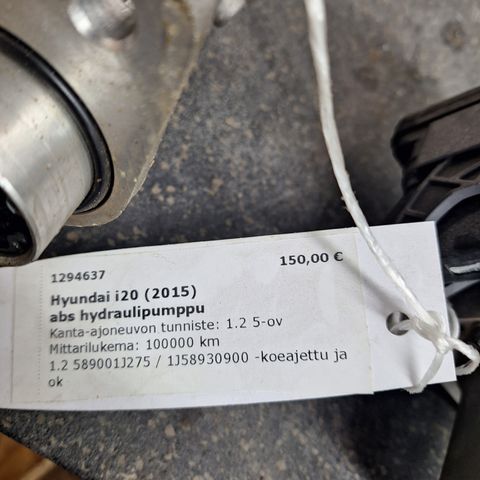 1294637
150,00 €
Hyundai i20 (2015)
abs hydraulipumppu
Kanta-ajoneuvon tunniste: 1.2 5-ov
Mittarilukema: 100000 km
1.2 589001J275 / 1J58930900 -koeajettu ja
ok